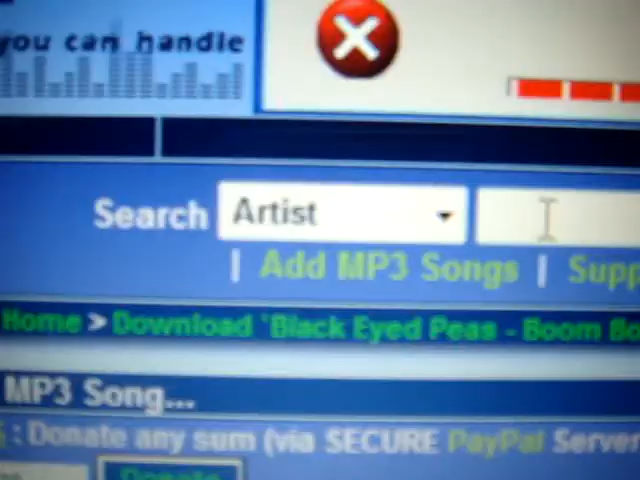 you can handle
Search Artist
| Add MP3 Songs |
Home > Download 'Black Eyed Peas - Boom Bo
MP3 Song...
: Donate any sum (via SECURE PayPal Server
Donate